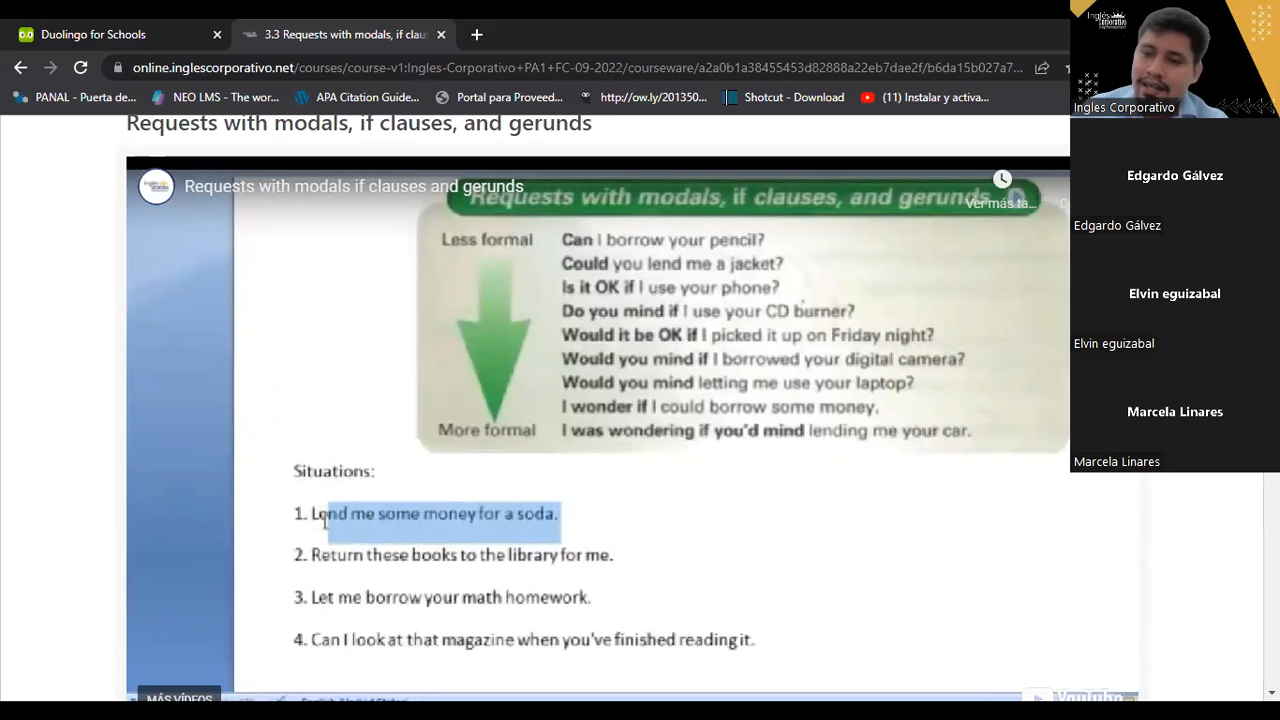 Duolingo for Schools
3.3 Requests with modals, if clau
online.inglescorporativo.net/courses/course-v1:Ingles-Corporativo+PA1+FC-09-2022/courseware/a2a0b1a38455453d82888a22eb7dae2f/b6da15b027a7...
PANAL - Puerta de... NEO LMS - The wor... APA Citation Guide... Portal para Proveed... http://ow.ly/201350... Shotcut - Download (11) Instalar y activa...
Requests with modals, if clauses, and gerunds
Requests with modals if clauses and gerunds
Requests with modals, if clauses, and gerunds
Ver más ta...
Less formal
Can I borrow your pencil?
Could you lend me a jacket?
Is it OK if I use your phone?
Do you mind if I use your CD burner?
Would it be OK if I picked it up on Friday night?
Would you mind if I borrowed your digital camera?
Would you mind letting me use your laptop?
I wonder if I could borrow some money.
More formal
I was wondering if you'd mind lending me your car.
Situations:
1. Lend me some money for a soda.
2. Return these books to the library for me.
3. Let me borrow your math homework.
4. Can I look at that magazine when you've finished reading it.
MÁS VÍDEOS
YouTube
Inglés
Corporativo
Ingles Corporativo
Edgardo Gálvez
Edgardo Gálvez
Elvin eguizabal
Elvin eguizabal
Marcela Linares
Marcela Linares